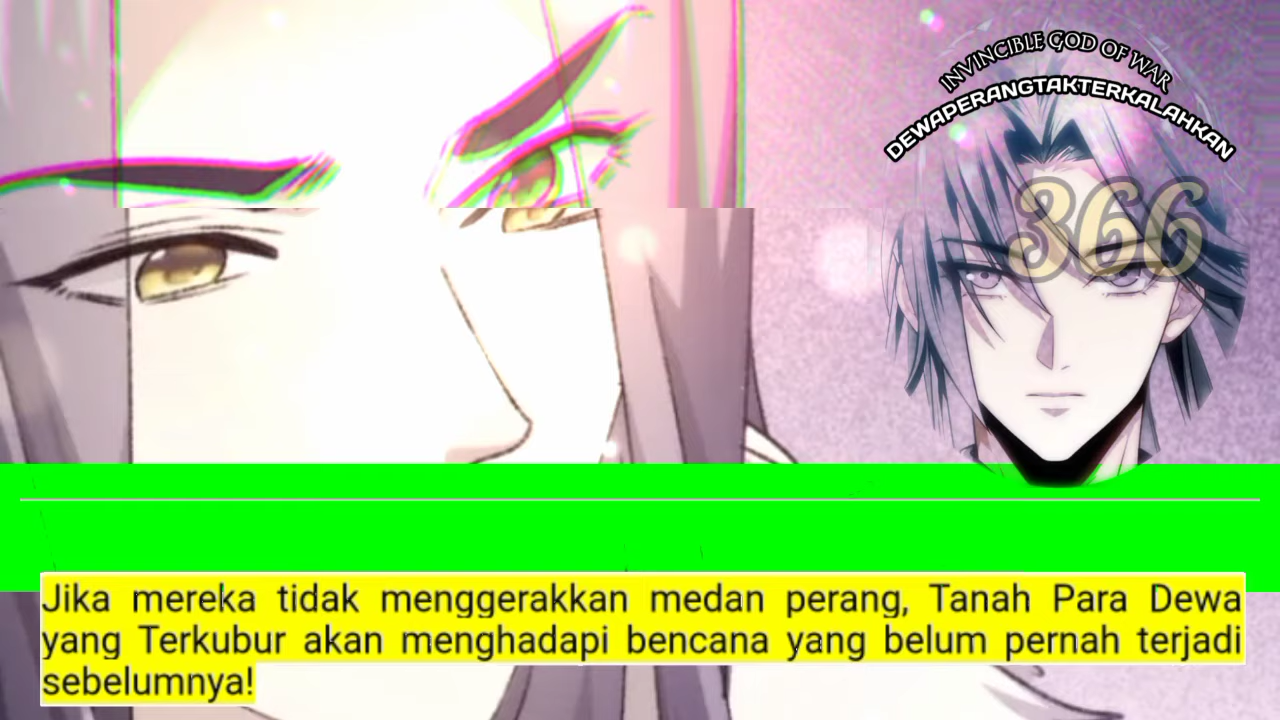 INVINCIBLE GOD OF WAR
DEWAPERANGTAKTERKALAHKAN
366
Jika mereka tidak menggerakkan medan perang, Tanah Para Dewa
yang Terkubur akan menghadapi bencana yang belum pernah terjadi
sebelumnya!